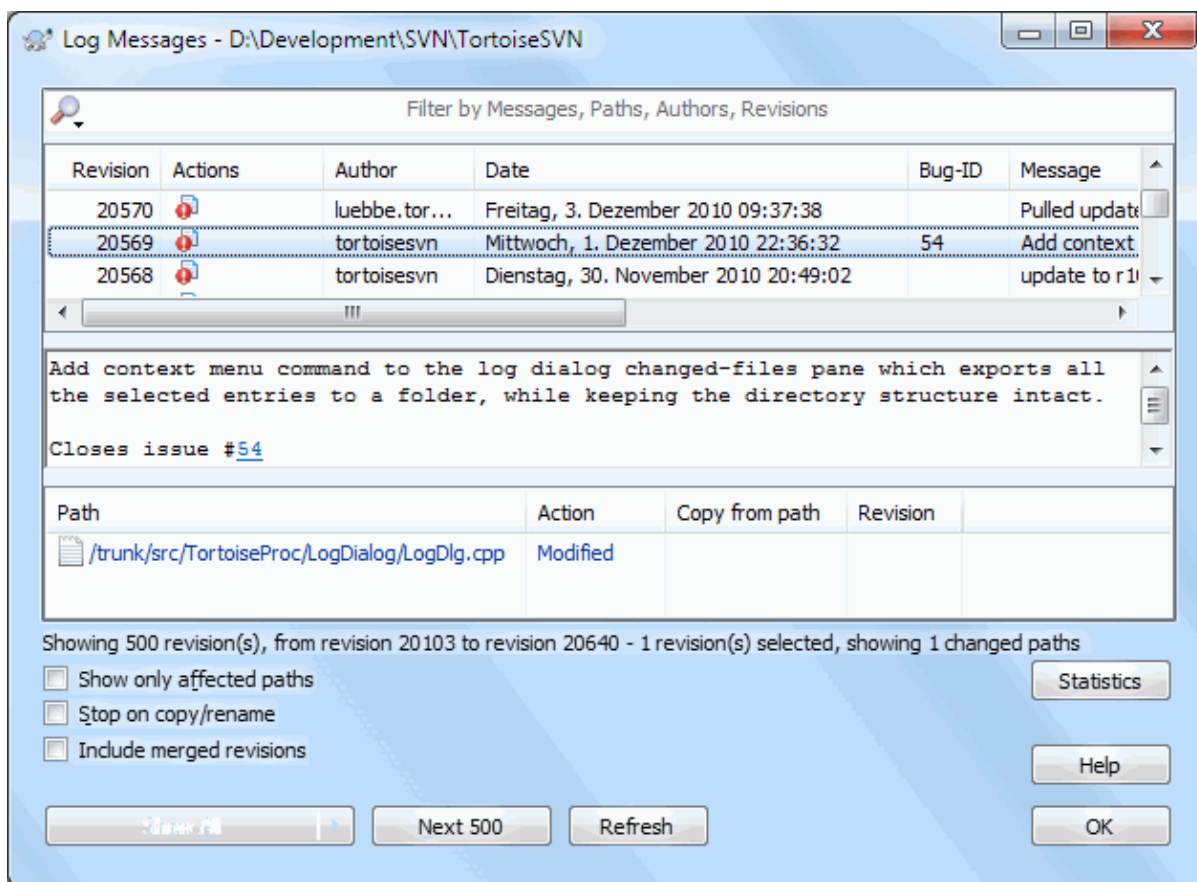 Log Messages - D:\Development\SVN\TortoiseSVN
Filter by Messages, Paths, Authors, Revisions
Revision Actions Author Date Bug-ID Message
20570 luebbe.tor... Freitag, 3. Dezember 2010 09:37:38 Pulled update
20569 tortoisesvn Mittwoch, 1. Dezember 2010 22:36:32 54 Add context
20568 tortoisesvn Dienstag, 30. November 2010 20:49:02 update to
Add context menu command to the log dialog changed-files pane which exports all
the selected entries to a folder, while keeping the directory structure intact.
Closes issue #54
Path Action Copy from path Revision
/trunk/src/TortoiseProc/LogDialog/LogDlg.cpp Modified
Showing 500 revision(s), from revision 20103 to revision 20640 - 1 revision(s) selected, showing 1 changed paths
Show only affected paths
Statistics
Stop on copy/rename
Include merged revisions
Help
Show All
Next 500
Refresh
OK